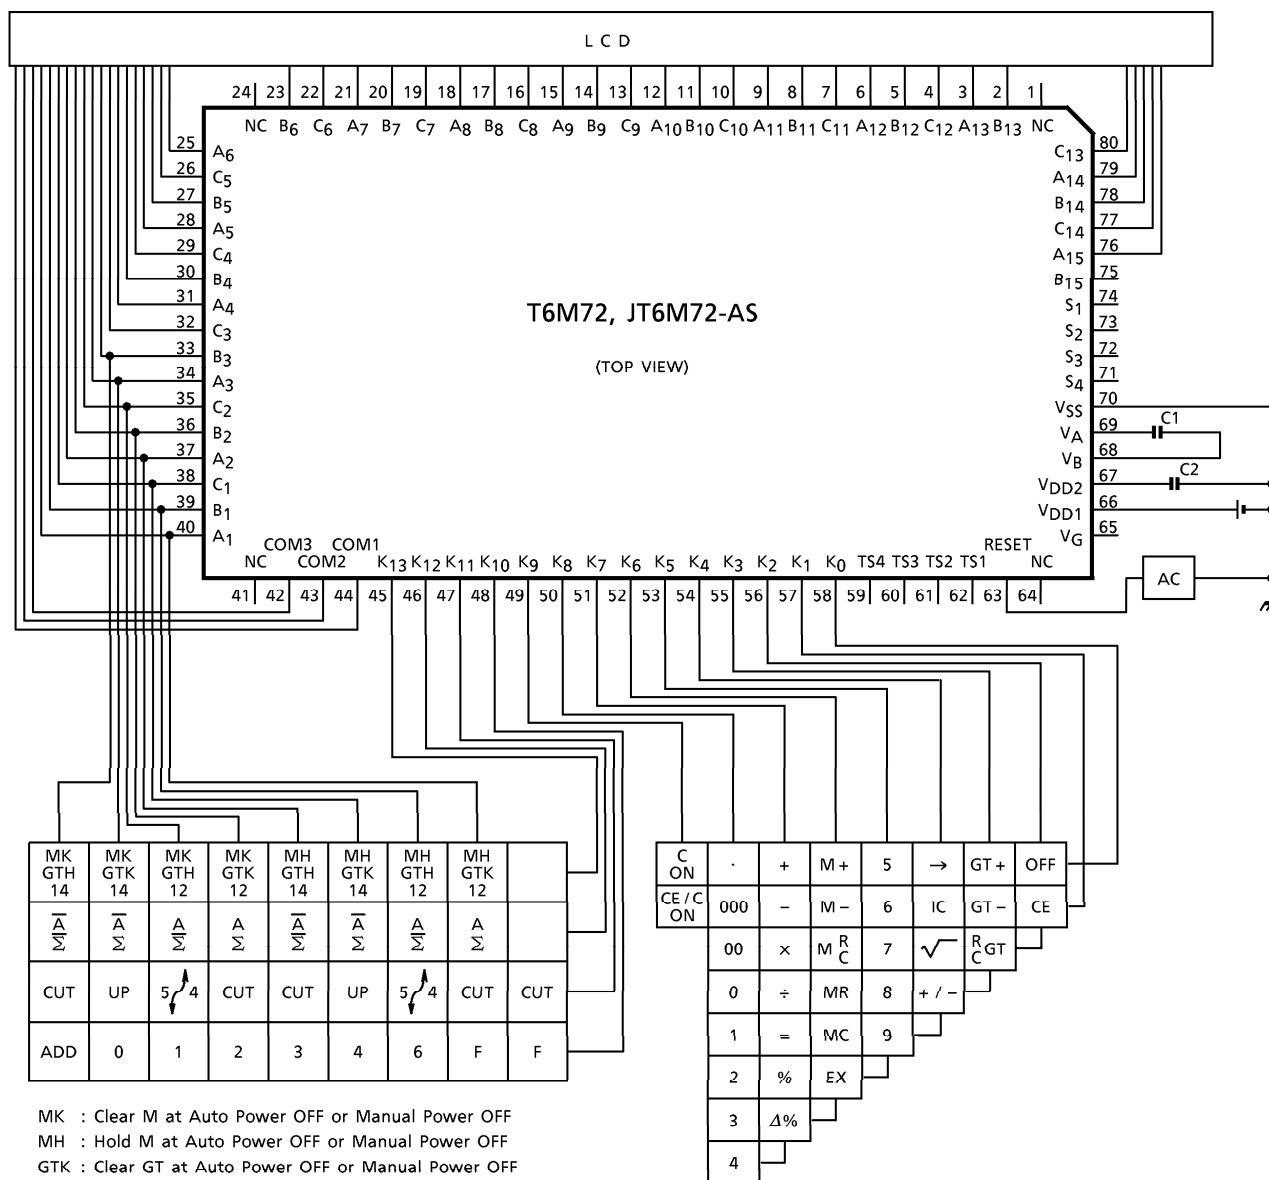 LCD
24 23 22 21 20 19 18 17 16 15 14 13 12 11 10 9 8 7 6 5 4 3 2 1
NC B6 C6 A7 B7 C7 A8 B8 C8 A9 B9 C9 A10 B10 C10 A11 B11 C11 A12 B12 C12 A13 B13 NC
25 A6 C13 80
26 C5 A14 79
27 B5 B14 78
28 A5 C14 77
29 C4 A15 76
30 B4 B15 75
31 A4 S1 74
T6M72, JT6M72-AS
32 C3 S2 73
33 B3 S3 72
(TOP VIEW)
34 A3 S4 71
35 C2 VSS 70
36 B2 VA 69 C1
37 A2 VB 68
38 C1 VDD2 67 C2
39 B1 VDD1 66
40 A1 VG 65
COM3 COM1 RESET
NC COM2 K13 K12 K11 K10 K9 K8 K7 K6 K5 K4 K3 K2 K1 K0 TS4 TS3 TS2 TS1 NC
AC
41 42 43 44 45 46 47 48 49 50 51 52 53 54 55 56 57 58 59 60 61 62 63 64
MK GTH 14 MK GTK 14 MK GTH 12 MK GTK 12 MH GTH 14 MH GTK 14 MH GTH 12 MH GTK 12
A̅ Σ̅ A̅ Σ A Σ̅ A Σ A̅ Σ̅ A̅ Σ A̅ Σ̅ A Σ
CUT UP 5 4 CUT CUT UP 5 4 CUT CUT
ADD 0 1 2 3 4 6 F F
C ON · + M+ 5 → GT+ OFF
CE/C ON 000 − M− 6 IC GT− CE
00 × M R C 7 √ R C GT
0 ÷ MR 8 +/−
1 = MC 9
2 % EX
3 Δ%
4
MK : Clear M at Auto Power OFF or Manual Power OFF
MH : Hold M at Auto Power OFF or Manual Power OFF
GTK : Clear GT at Auto Power OFF or Manual Power OFF